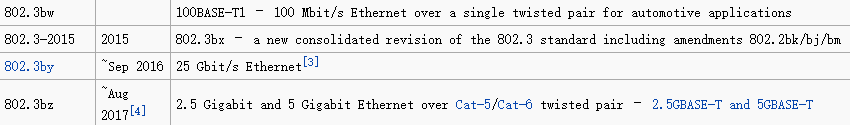 802.3bw 100BASE-T1 – 100 Mbit/s Ethernet over a single twisted pair for automotive applications
802.3-2015 2015 802.3bx – a new consolidated revision of the 802.3 standard including amendments 802.2bk/bj/bm
802.3by ~Sep 2016 25 Gbit/s Ethernet[3]
802.3bz ~Aug 2017[4] 2.5 Gigabit and 5 Gigabit Ethernet over Cat-5/Cat-6 twisted pair – 2.5GBASE-T and 5GBASE-T